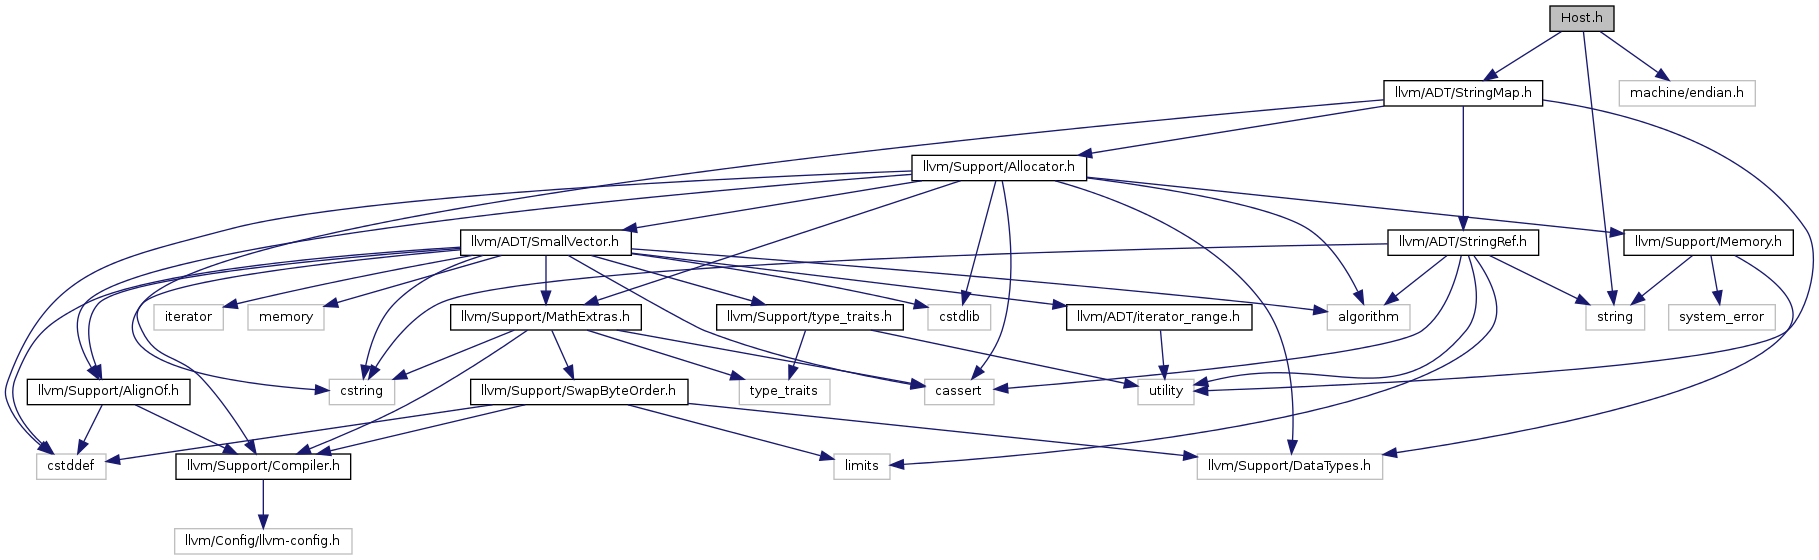 Host.h
llvm/ADT/StringMap.h
machine/endian.h
llvm/Support/Allocator.h
llvm/ADT/SmallVector.h
llvm/ADT/StringRef.h
llvm/Support/Memory.h
iterator
memory
llvm/Support/MathExtras.h
llvm/Support/type_traits.h
cstdlib
llvm/ADT/iterator_range.h
algorithm
string
system_error
llvm/Support/AlignOf.h
cstring
llvm/Support/SwapByteOrder.h
type_traits
cassert
utility
cstddef
llvm/Support/Compiler.h
limits
llvm/Support/DataTypes.h
llvm/Config/llvm-config.h